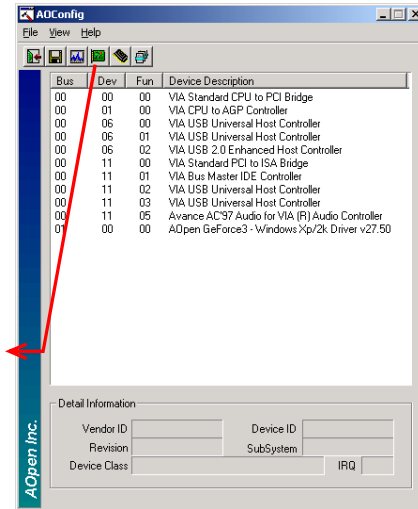 AOConfig
File View Help
Bus Dev Fun Device Description
00 00 00 VIA Standard CPU to PCI Bridge
00 01 00 VIA CPU to AGP Controller
00 06 00 VIA USB Universal Host Controller
00 06 01 VIA USB Universal Host Controller
00 06 02 VIA USB 2.0 Enhanced Host Controller
00 11 00 VIA Standard PCI to ISA Bridge
00 11 01 VIA Bus Master IDE Controller
00 11 02 VIA USB Universal Host Controller
00 11 03 VIA USB Universal Host Controller
00 11 05 Avance AC'97 Audio for VIA (R) Audio Controller
01 00 00 AOpen GeForce3 - Windows Xp/2k Driver v27.50
Detail Information
Vendor ID Device ID
Revision SubSystem
Device Class IRQ
AOpen Inc.